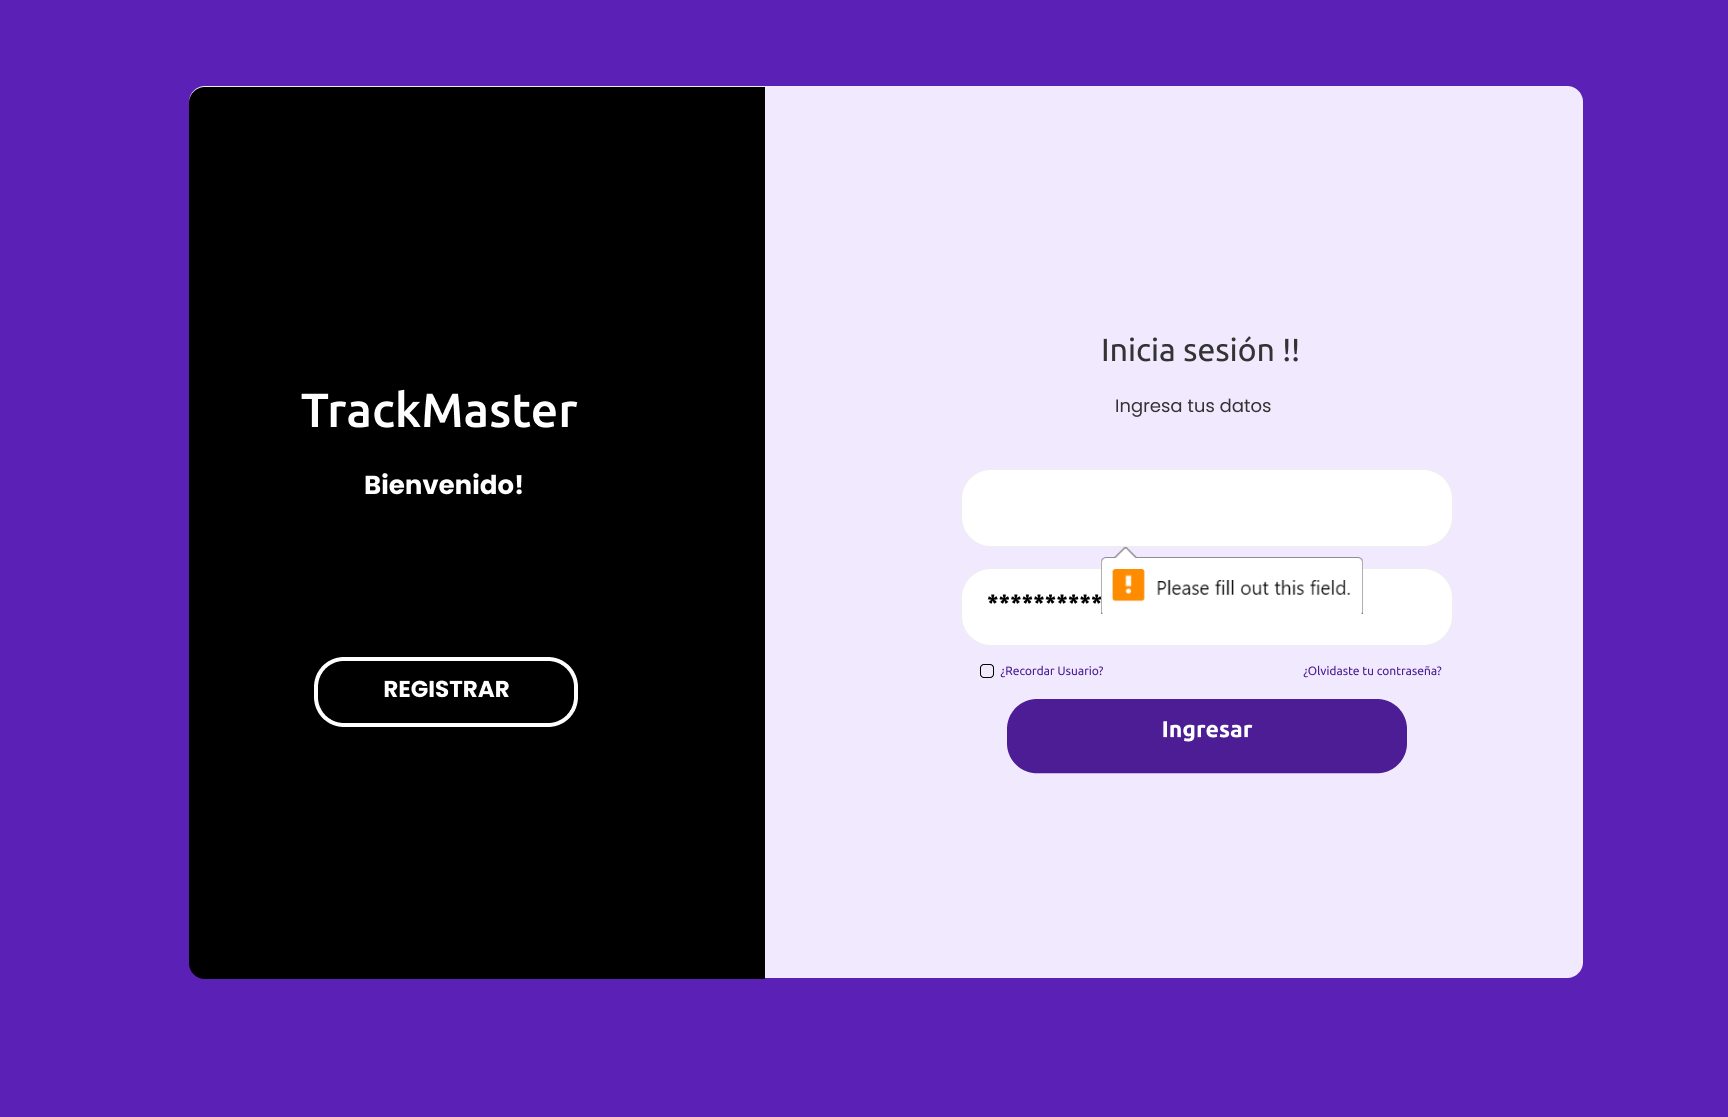 TrackMaster
Bienvenido!
REGISTRAR
Inicia sesión !!
Ingresa tus datos
Please fill out this field.
**********
¿Recordar Usuario?
¿Olvidaste tu contraseña?
Ingresar